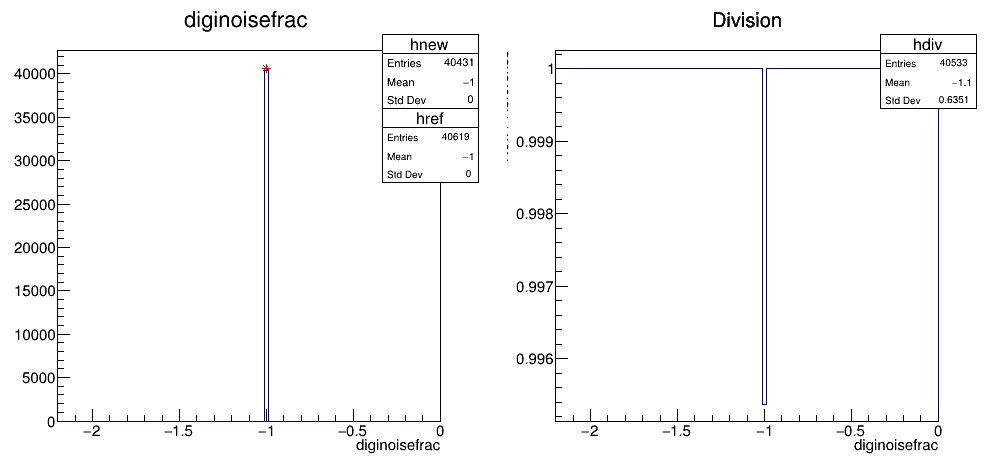 diginoisefrac
hnew
Entries 40431
Mean −1
Std Dev 0
href
Entries 40619
Mean −1
Std Dev 0
40000
35000
30000
25000
20000
15000
10000
5000
0
−2 −1.5 −1 −0.5 0
diginoisefrac
Division
hdiv
Entries 40533
Mean −1.1
Std Dev 0.6351
1
0.999
0.998
0.997
0.996
−2 −1.5 −1 −0.5 0
diginoisefrac